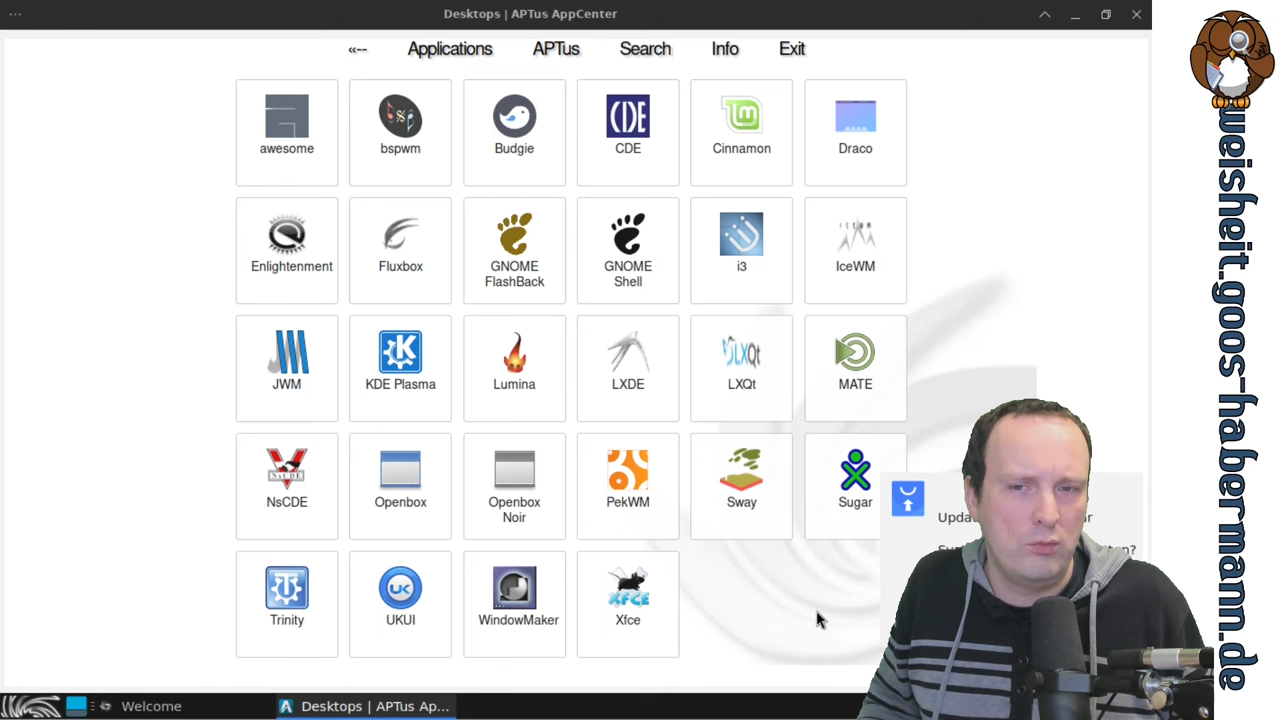 Desktops | APTus AppCenter
«-- Applications APTus Search Info Exit
awesome bspwm Budgie CDE Cinnamon Draco
Enlightenment Fluxbox GNOME FlashBack GNOME Shell i3 IceWM
JWM KDE Plasma Lumina LXDE LXQt MATE
NsCDE Openbox Openbox Noir PekWM Sway Sugar
Trinity UKUI WindowMaker Xfce
Welcome
Desktops | APTus Ap...
weisheit.goos-habermann.de